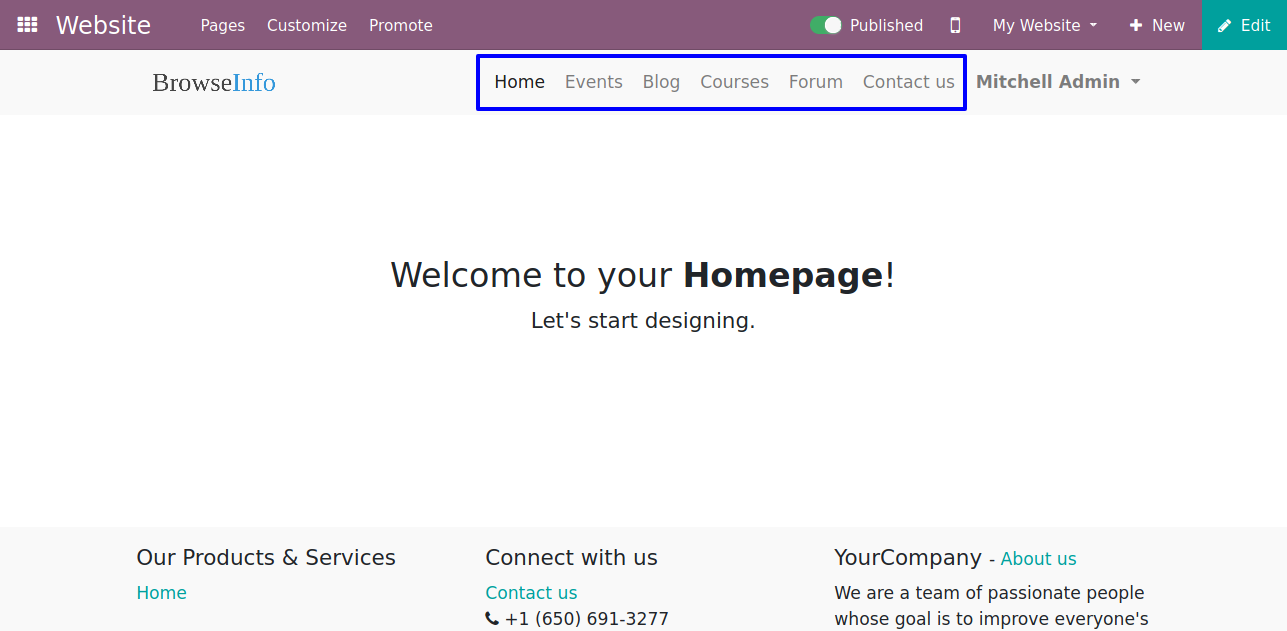 Website Pages Customize Promote Published My Website New Edit
BrowseInfo Home Events Blog Courses Forum Contact us Mitchell Admin
Welcome to your Homepage!
Let's start designing.
Our Products & Services Connect with us YourCompany - About us
Home Contact us We are a team of passionate people
+1 (650) 691-3277 whose goal is to improve everyone's